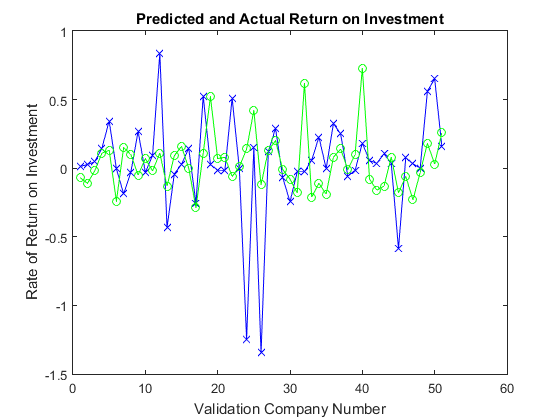 Predicted and Actual Return on Investment
1
0.5
0
-0.5
-1
-1.5
Rate of Return on Investment
0 10 20 30 40 50 60
Validation Company Number